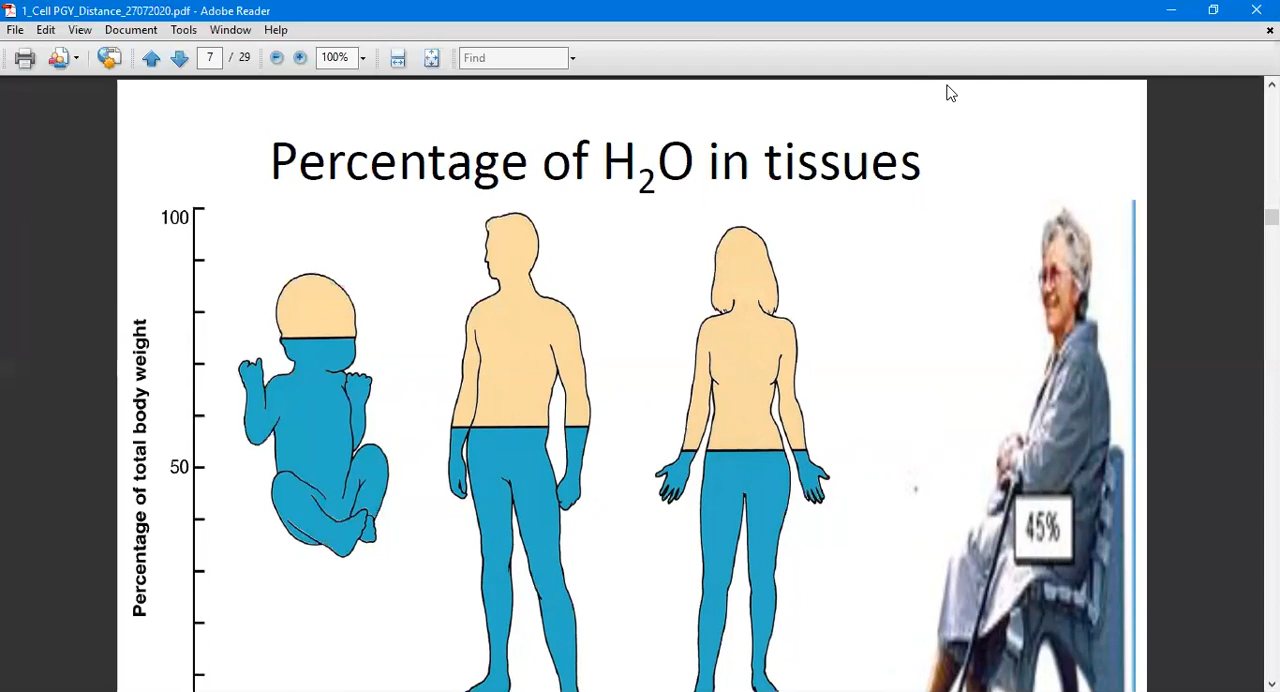 1_Cell PGY_Distance_27072020.pdf - Adobe Reader
File Edit View Document Tools Window Help
7 / 29 100% Find
Percentage of H₂O in tissues
100
50
Percentage of total body weight
45%